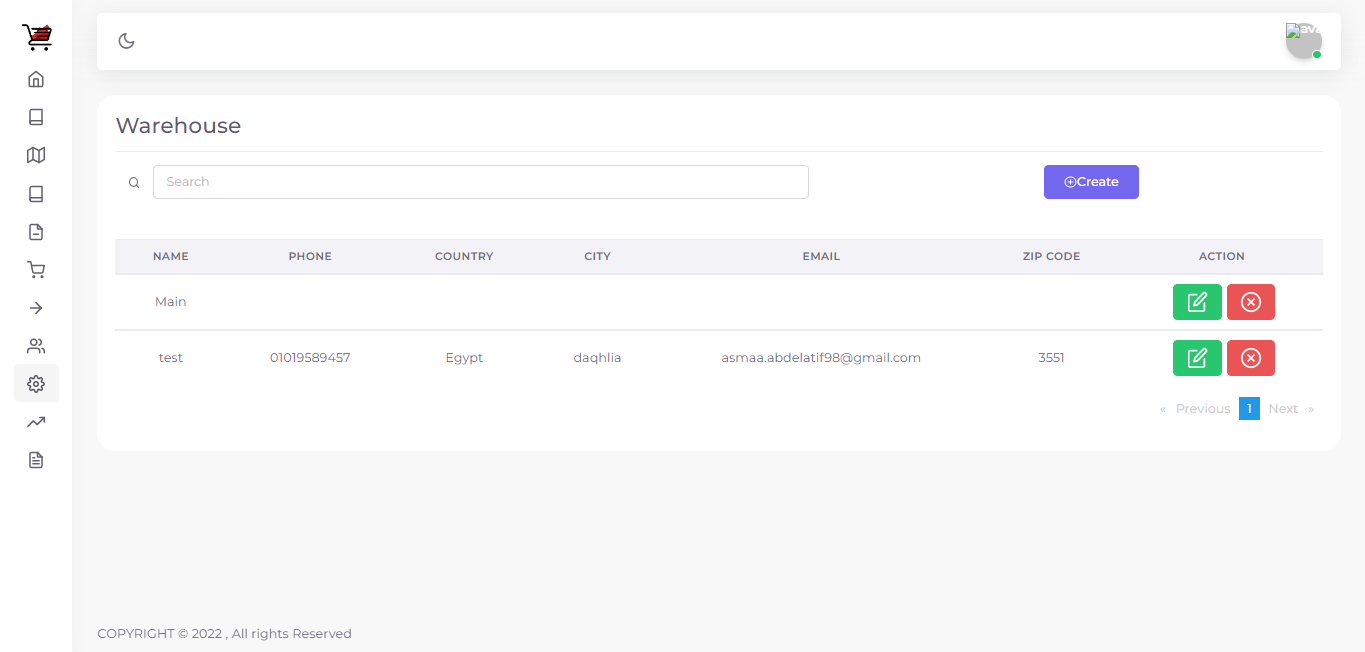 ava
Warehouse
Search
Create
NAME PHONE COUNTRY CITY EMAIL ZIP CODE ACTION
Main
test 01019589457 Egypt daqhlia asmaa.abdelatif98@gmail.com 3551
« Previous 1 Next »
COPYRIGHT © 2022 , All rights Reserved